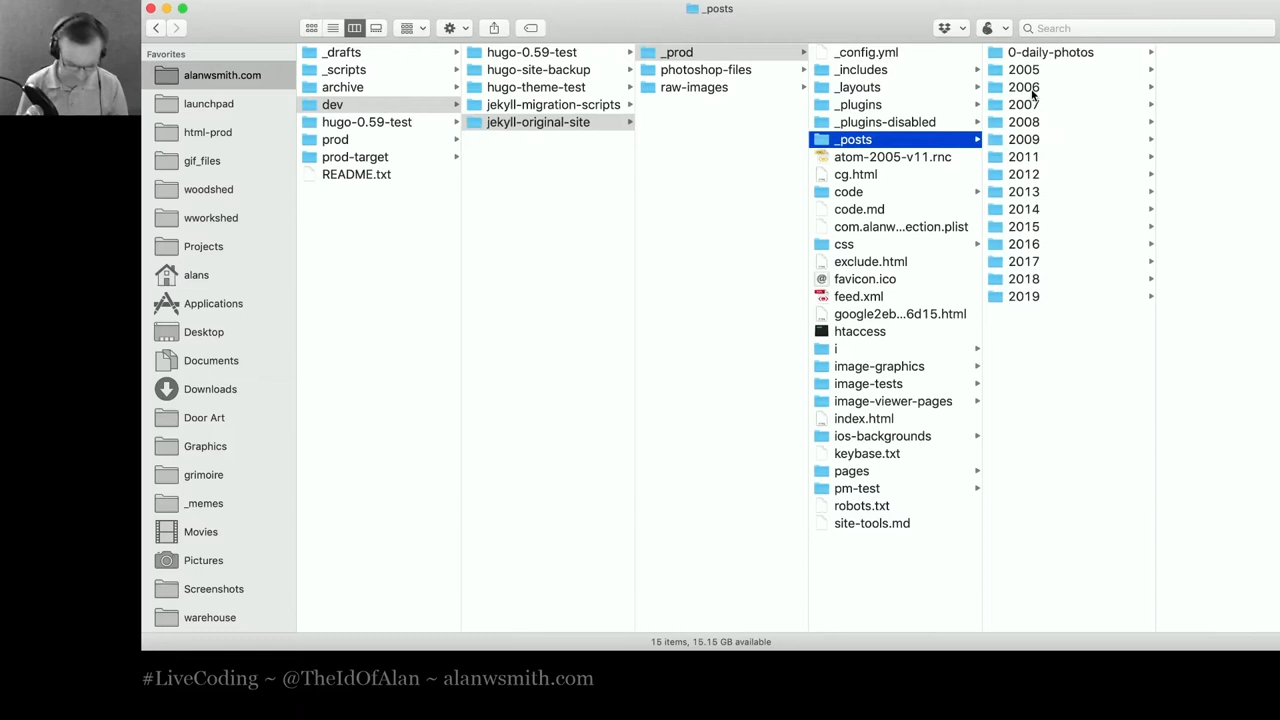 _posts
Search
Favorites
alanwsmith.com
launchpad
html-prod
gif_files
woodshed
wworkshed
Projects
alans
Applications
Desktop
Documents
Downloads
Door Art
Graphics
grimoire
_memes
Movies
Pictures
Screenshots
warehouse
_drafts
_scripts
archive
dev
hugo-0.59-test
prod
prod-target
README.txt
hugo-0.59-test
hugo-site-backup
hugo-theme-test
jekyll-migration-scripts
jekyll-original-site
_prod
photoshop-files
raw-images
_config.yml
_includes
_layouts
_plugins
_plugins-disabled
_posts
atom-2005-v11.rnc
cg.html
code
code.md
com.alanw...ection.plist
css
exclude.html
favicon.ico
feed.xml
google2eb...6d15.html
htaccess
i
image-graphics
image-tests
image-viewer-pages
index.html
ios-backgrounds
keybase.txt
pages
pm-test
robots.txt
site-tools.md
0-daily-photos
2005
2006
2007
2008
2009
2011
2012
2013
2014
2015
2016
2017
2018
2019
15 items, 15.15 GB available
#LiveCoding ~ @TheIdOfAlan ~ alanwsmith.com